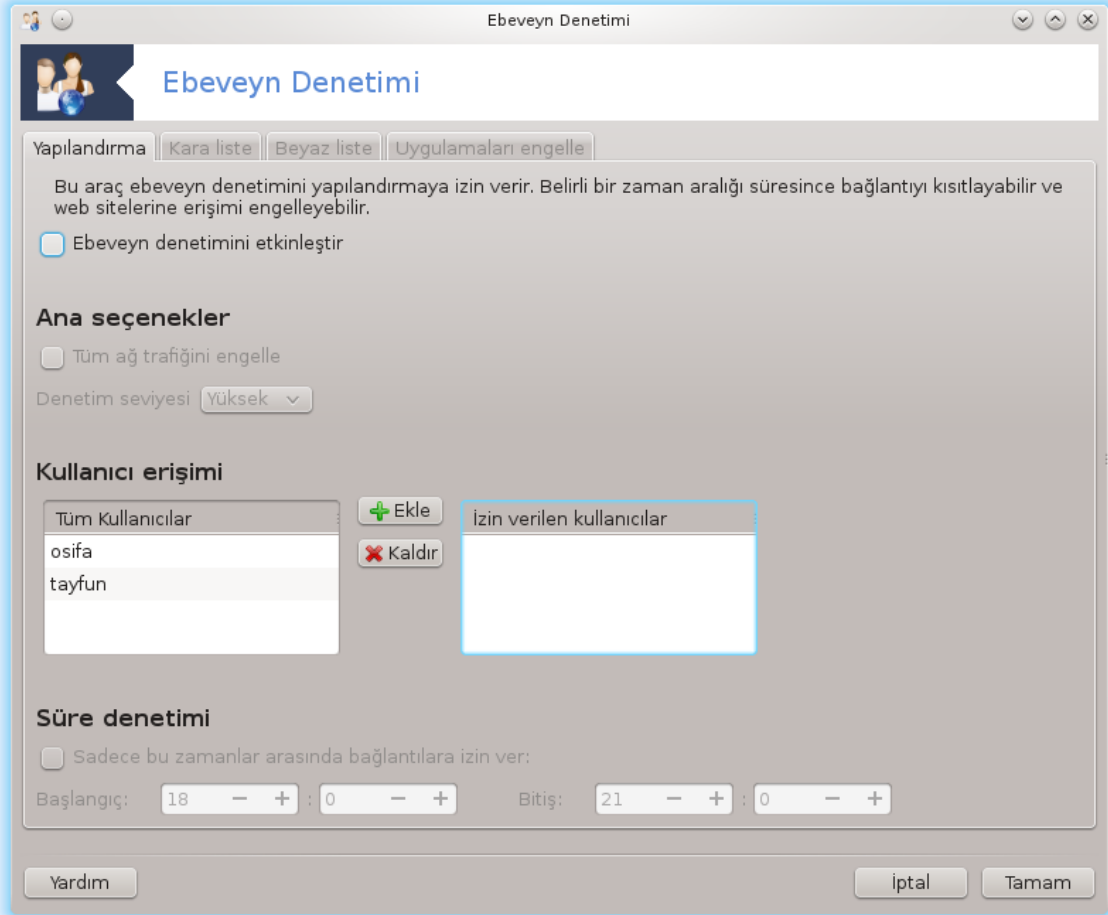 Ebeveyn Denetimi
Ebeveyn Denetimi
Yapılandırma Kara liste Beyaz liste Uygulamaları engelle
Bu araç ebeveyn denetimini yapılandırmaya izin verir. Belirli bir zaman aralığı süresince bağlantıyı kısıtlayabilir ve
web sitelerine erişimi engelleyebilir.
Ebeveyn denetimini etkinleştir
Ana seçenekler
Tüm ağ trafiğini engelle
Denetim seviyesi Yüksek
Kullanıcı erişimi
Tüm Kullanıcılar
osifa
tayfun
Ekle
Kaldır
İzin verilen kullanıcılar
Süre denetimi
Sadece bu zamanlar arasında bağlantılara izin ver:
Başlangıç: 18 − + : 0 − + Bitiş: 21 − + : 0 − +
Yardım İptal Tamam